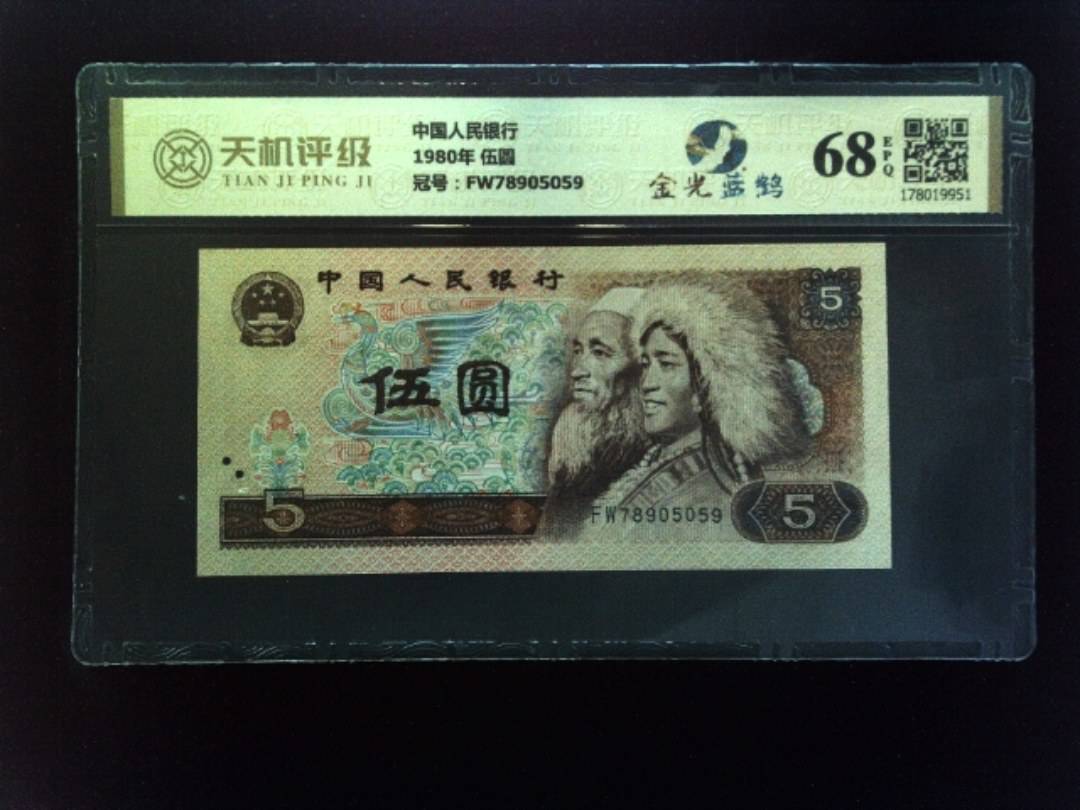 天机评级
TIAN JI PING JI
中国人民银行
1980年 伍圆
冠号：FW78905059
金光蓝鹤
68
EPQ
178019951
中国人民银行
5
伍圆
5
FW78905059
5